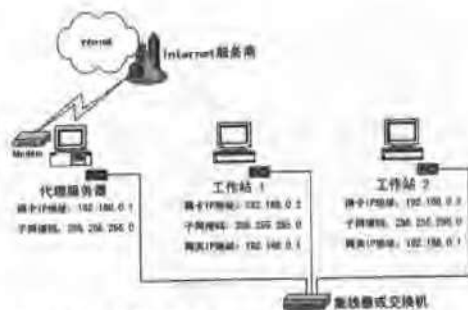 Internet
Internet服务商
Modem
代理服务器
网卡IP地址：192.168.0.1
子网掩码：255.255.255.0
工作站 1
网卡IP地址：192.168.0.2
子网掩码：255.255.255.0
网关IP地址：192.168.0.1
工作站 2
网卡IP地址：192.168.0.3
子网掩码：255.255.255.0
网关IP地址：192.168.0.1
集线器或交换机